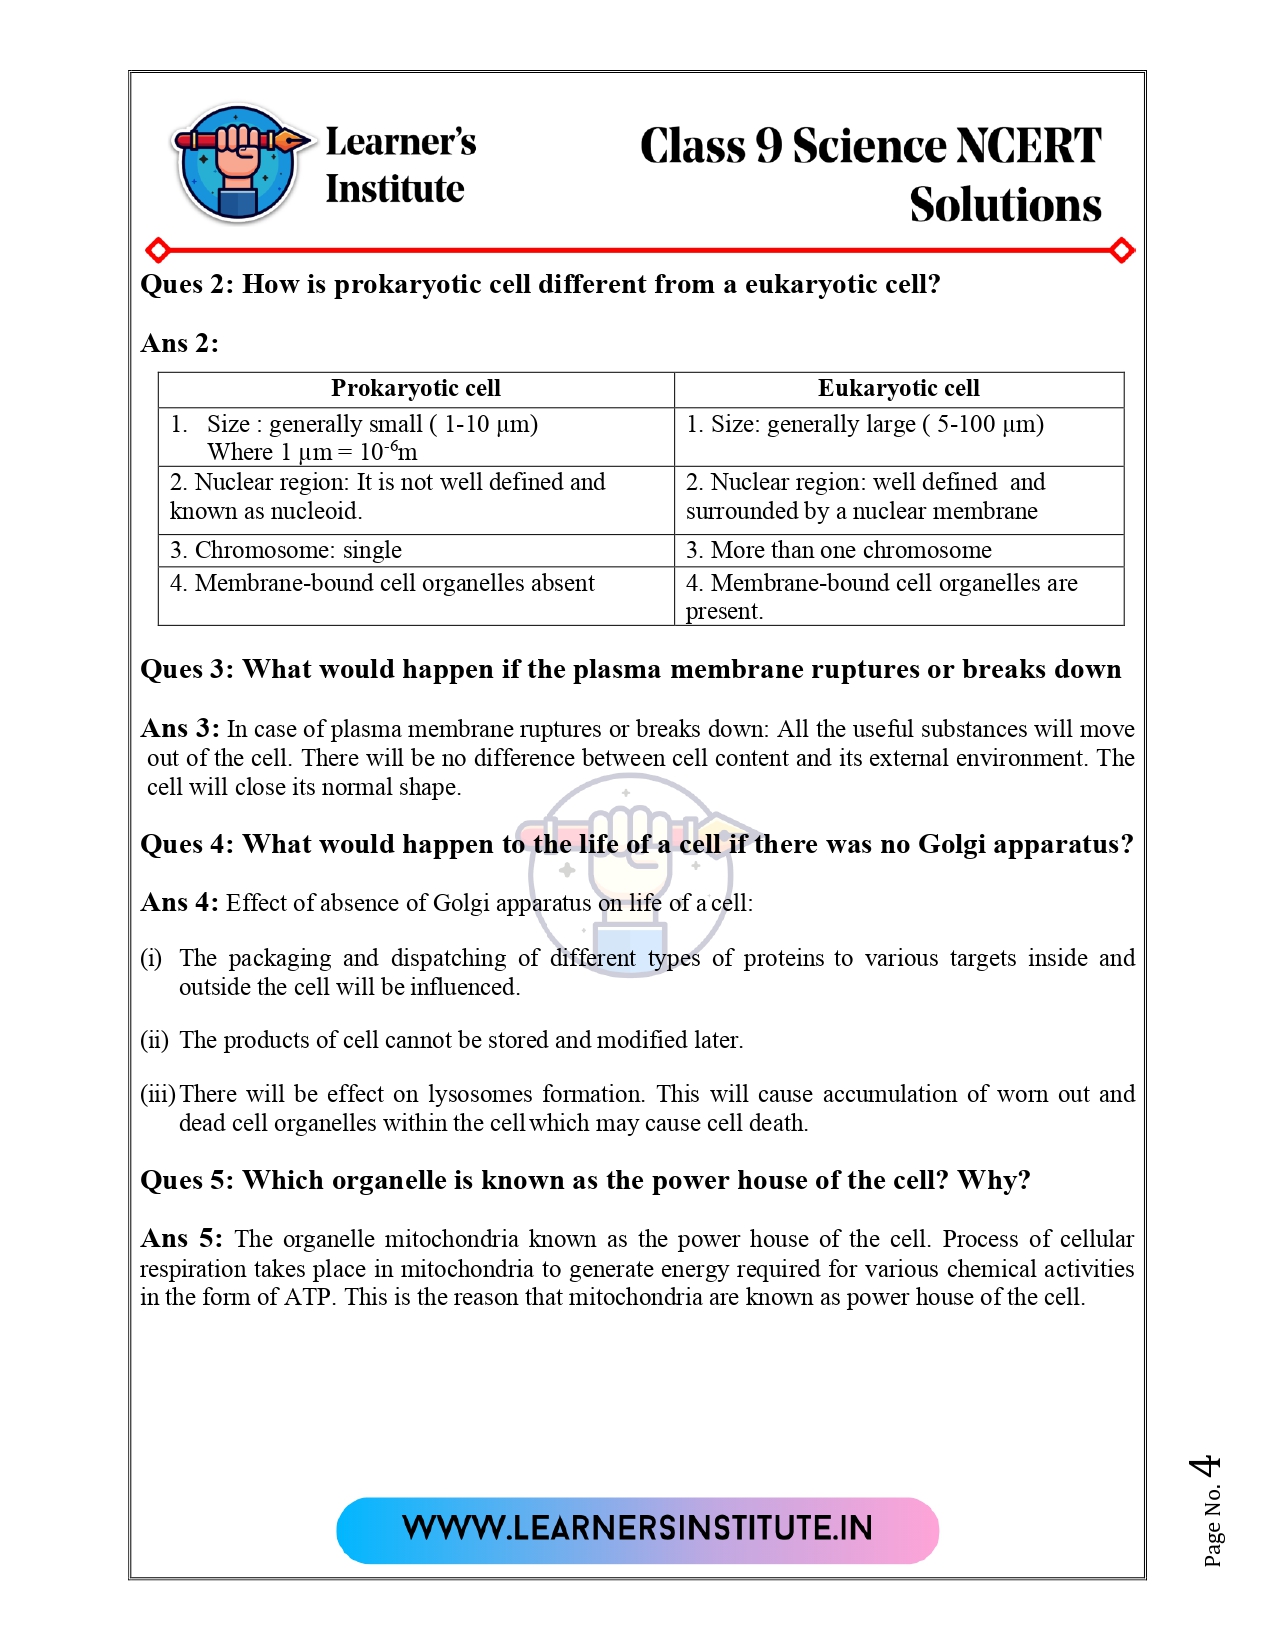 Learner's
Institute
Class 9 Science NCERT
Solutions
Ques 2: How is prokaryotic cell different from a eukaryotic cell?
Ans 2:
Prokaryotic cell Eukaryotic cell
1. Size : generally small ( 1-10 µm)
Where 1 µm = 10-6m
1. Size: generally large ( 5-100 µm)
2. Nuclear region: It is not well defined and
known as nucleoid.
2. Nuclear region: well defined and
surrounded by a nuclear membrane
3. Chromosome: single
3. More than one chromosome
4. Membrane-bound cell organelles absent
4. Membrane-bound cell organelles are
present.
Ques 3: What would happen if the plasma membrane ruptures or breaks down
Ans 3: In case of plasma membrane ruptures or breaks down: All the useful substances will move
out of the cell. There will be no difference between cell content and its external environment. The
cell will close its normal shape.
Ques 4: What would happen to the life of a cell if there was no Golgi apparatus?
Ans 4: Effect of absence of Golgi apparatus on life of a cell:
(i) The packaging and dispatching of different types of proteins to various targets inside and
outside the cell will be influenced.
(ii) The products of cell cannot be stored and modified later.
(iii) There will be effect on lysosomes formation. This will cause accumulation of worn out and
dead cell organelles within the cell which may cause cell death.
Ques 5: Which organelle is known as the power house of the cell? Why?
Ans 5: The organelle mitochondria known as the power house of the cell. Process of cellular
respiration takes place in mitochondria to generate energy required for various chemical activities
in the form of ATP. This is the reason that mitochondria are known as power house of the cell.
WWW.LEARNERSINSTITUTE.IN
Page No. 4